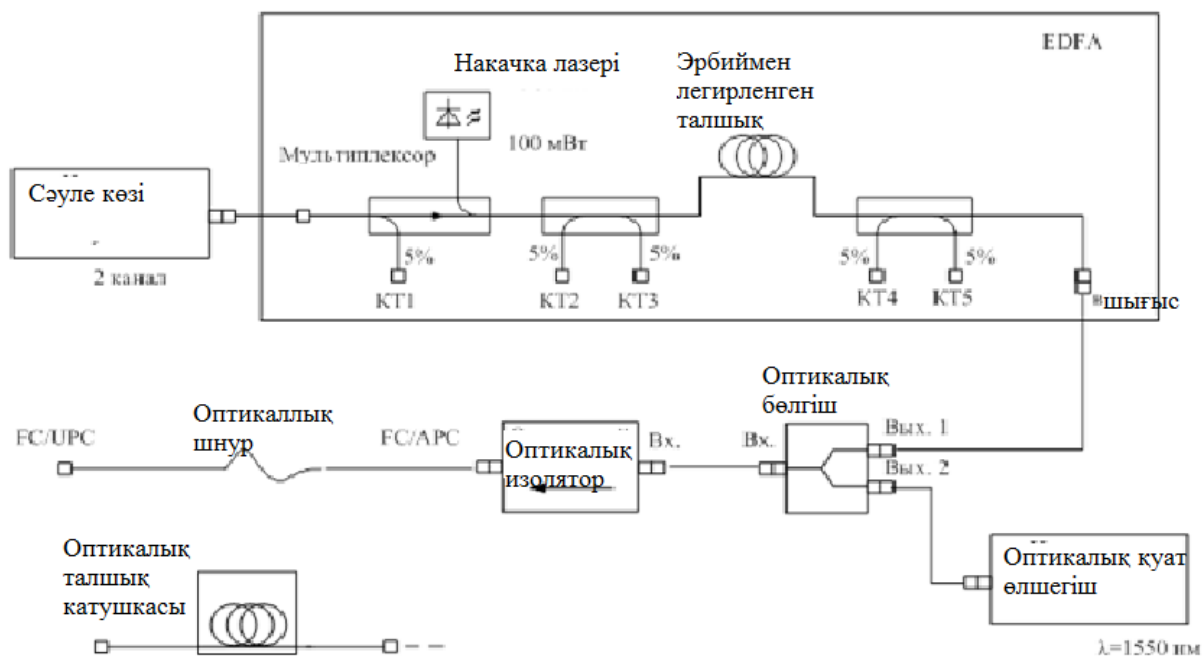 EDFA
Накачка лазері
100 мВт
Эрбиймен
легирленген
талшық
Мультиплексор
Сәуле көзі
2 канал
5%
КТ1
5%
КТ2
5%
КТ3
5%
КТ4
5%
КТ5
шығыс
Оптикалық
бөлгіш
FC/UPC
Оптикаллық
шнур
FC/APC
Оптикалық
изолятор
Вх.
Вх.
Вых. 1
Вых. 2
Оптикалық
талшық
катушкасы
Оптикалық қуат
өлшегіш
λ=1550 нм